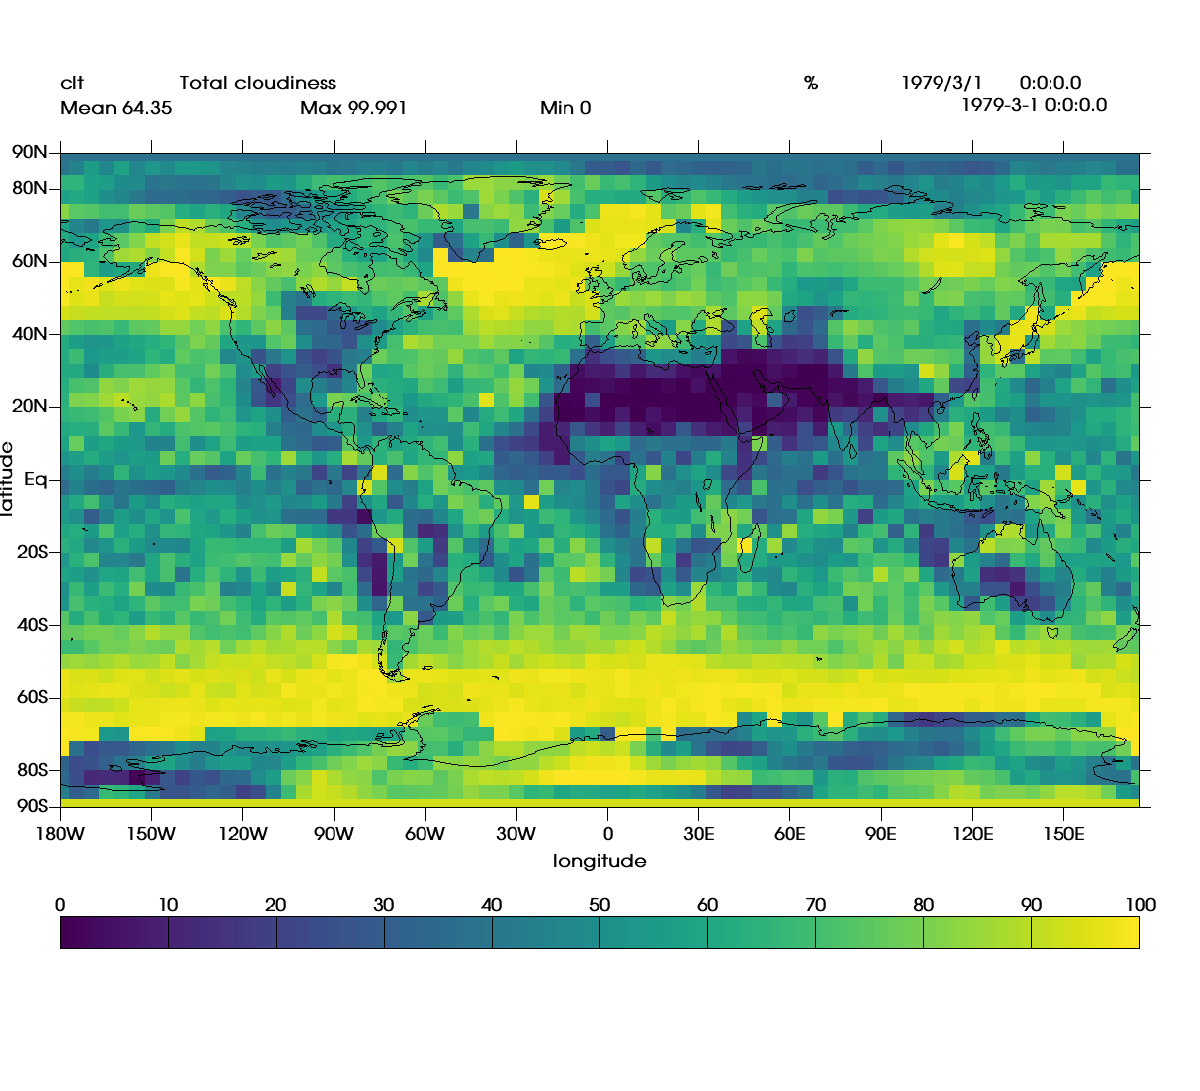 clt Total cloudiness % 1979/3/1 0:0:0.0
Mean 64.35 Max 99.991 Min 0 1979-3-1 0:0:0.0
90N
80N
60N
40N
20N
Eq
20S
40S
60S
80S
90S
latitude
180W 150W 120W 90W 60W 30W 0 30E 60E 90E 120E 150E
longitude
0 10 20 30 40 50 60 70 80 90 100